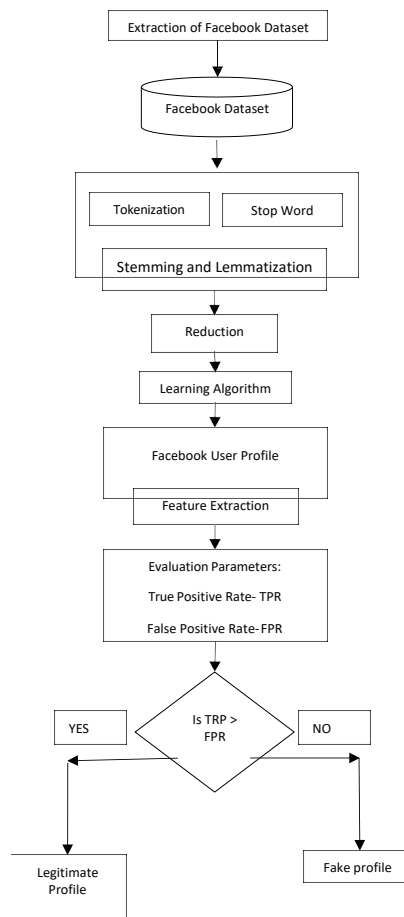 Extraction of Facebook Dataset
Facebook Dataset
Tokenization
Stop Word
Stemming and Lemmatization
Reduction
Learning Algorithm
Facebook User Profile
Feature Extraction
Evaluation Parameters:
True Positive Rate- TPR
False Positive Rate-FPR
Is TRP >
FPR
YES
NO
Legitimate
Profile
Fake profile